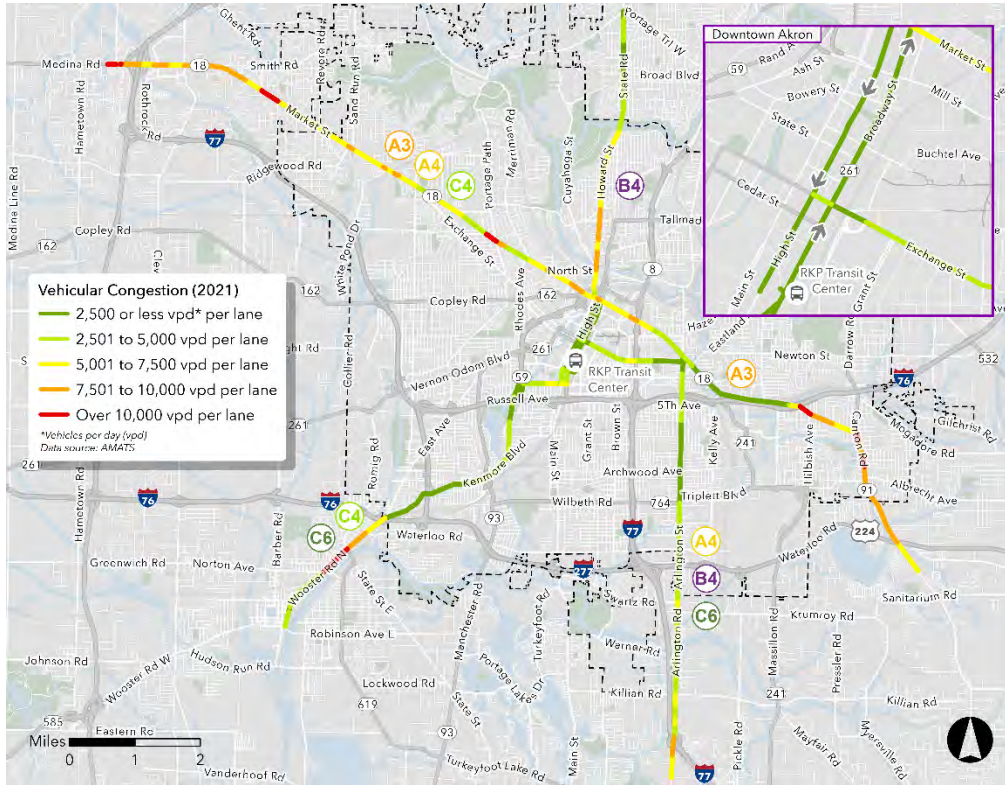 Portage Trl W
Ghent Rd
Revere Rd
Sand Run Rd
Smith Rd
Medina Rd
18
Broad Blvd
State Rd
Hametown Rd
Rothrock Rd
Market St
77
Ridgewood Rd
Medina Line Rd
A3
A4
C4
18
Portage Path
Merriman Rd
Cuyahoga St
Howard St
B4
Copley Rd
162
White Pond Dr
Exchange St
Tallmad
North St
8
162
Copley Rd
Rhodes Ave
High St
261
RKP Transit
Center
Vernon Odom Blvd
59
Russell Ave
18
A3
Newton St
Darrow Rd
532
76
5Th Ave
Kelly Ave
241
Gilchrist Rd
Mogadore Rd
Canton Rd
Hilbish Ave
Albrecht Ave
91
224
Collier Rd
261
261
Romig Rd
East Ave
Main St
Grant St
Brown St
Archwood Ave
Kenmore Blvd
Wilbeth Rd
764
Triplett Blvd
76
76
C4
C6
93
Waterloo Rd
77
Arlington St
A4
B4
C6
Waterloo Rd
Sanitarium Rd
Hametown Rd
Barber Rd
Greenwich Rd
Norton Ave
Wooster Rd N
State St E
Robinson Ave
Manchester Rd
Turkeyfoot Rd
Swartz Rd
Warner Rd
Arlington Rd
Krumroy Rd
Massillon Rd
Pressler Rd
Johnson Rd
Wooster Rd W
Hudson Run Rd
Lockwood Rd
619
State St
Portage Lakes Dr
Killian Rd
241
Killian Rd
585
Eastern Rd
93
Vanderhoof Rd
Turkeyfoot Lake Rd
Main St
77
Pickle Rd
Mayfair Rd
Myersville Rd
Vehicular Congestion (2021)
2,500 or less vpd* per lane
2,501 to 5,000 vpd per lane
5,001 to 7,500 vpd per lane
7,501 to 10,000 vpd per lane
Over 10,000 vpd per lane
*Vehicles per day (vpd)
Data source: AMATS
Miles
0
1
2
Downtown Akron
59
Rand A
Ash St
Bowery St
State St
Cedar St
Market St
Mill St
Broadway St
261
Buchtel Ave
High St
Main St
Exchange St
Grant St
RKP Transit
Center
Eastland